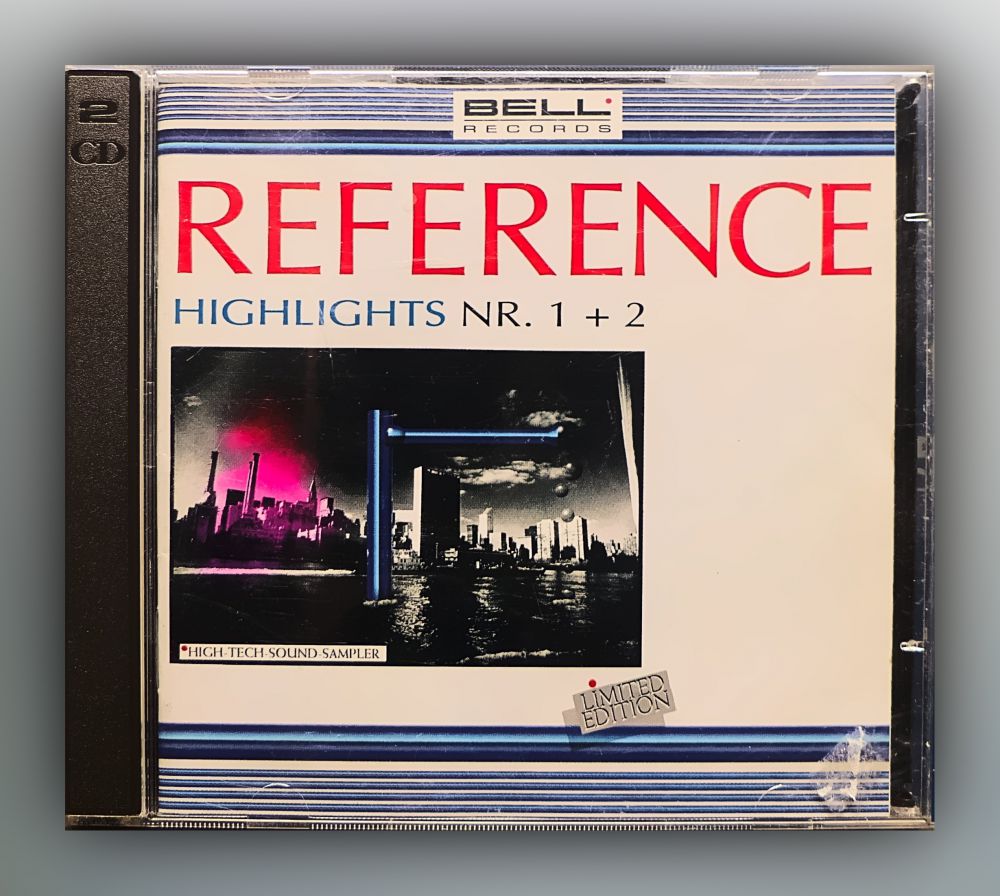 2
CD
BELL
RECORDS
REFERENCE
HIGHLIGHTS NR. 1 + 2
HIGH-TECH-SOUND-SAMPLER
LIMITED
EDITION